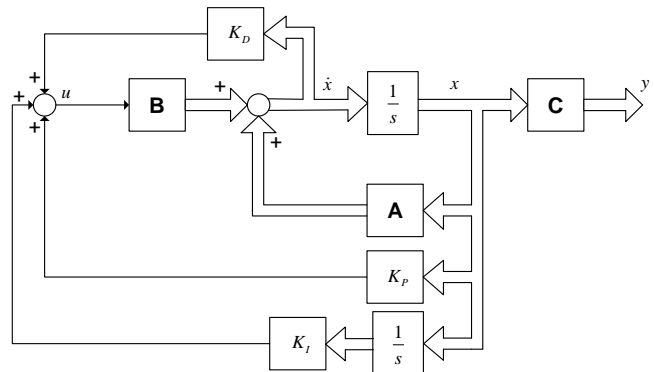 K_D
+
ẋ
x
y
+
u
B
+
1/s
C
+
+
+
A
K_P
K_I
1/s